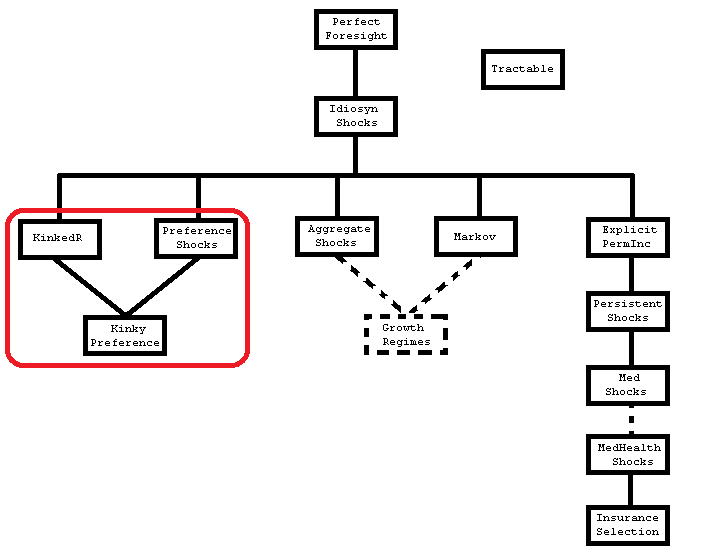 Perfect
Foresight
Tractable
Idiosyn
Shocks
KinkedR
Preference
Shocks
Aggregate
Shocks
Markov
Explicit
PermInc
Kinky
Preference
Growth
Regimes
Persistent
Shocks
Med
Shocks
MedHealth
Shocks
Insurance
Selection